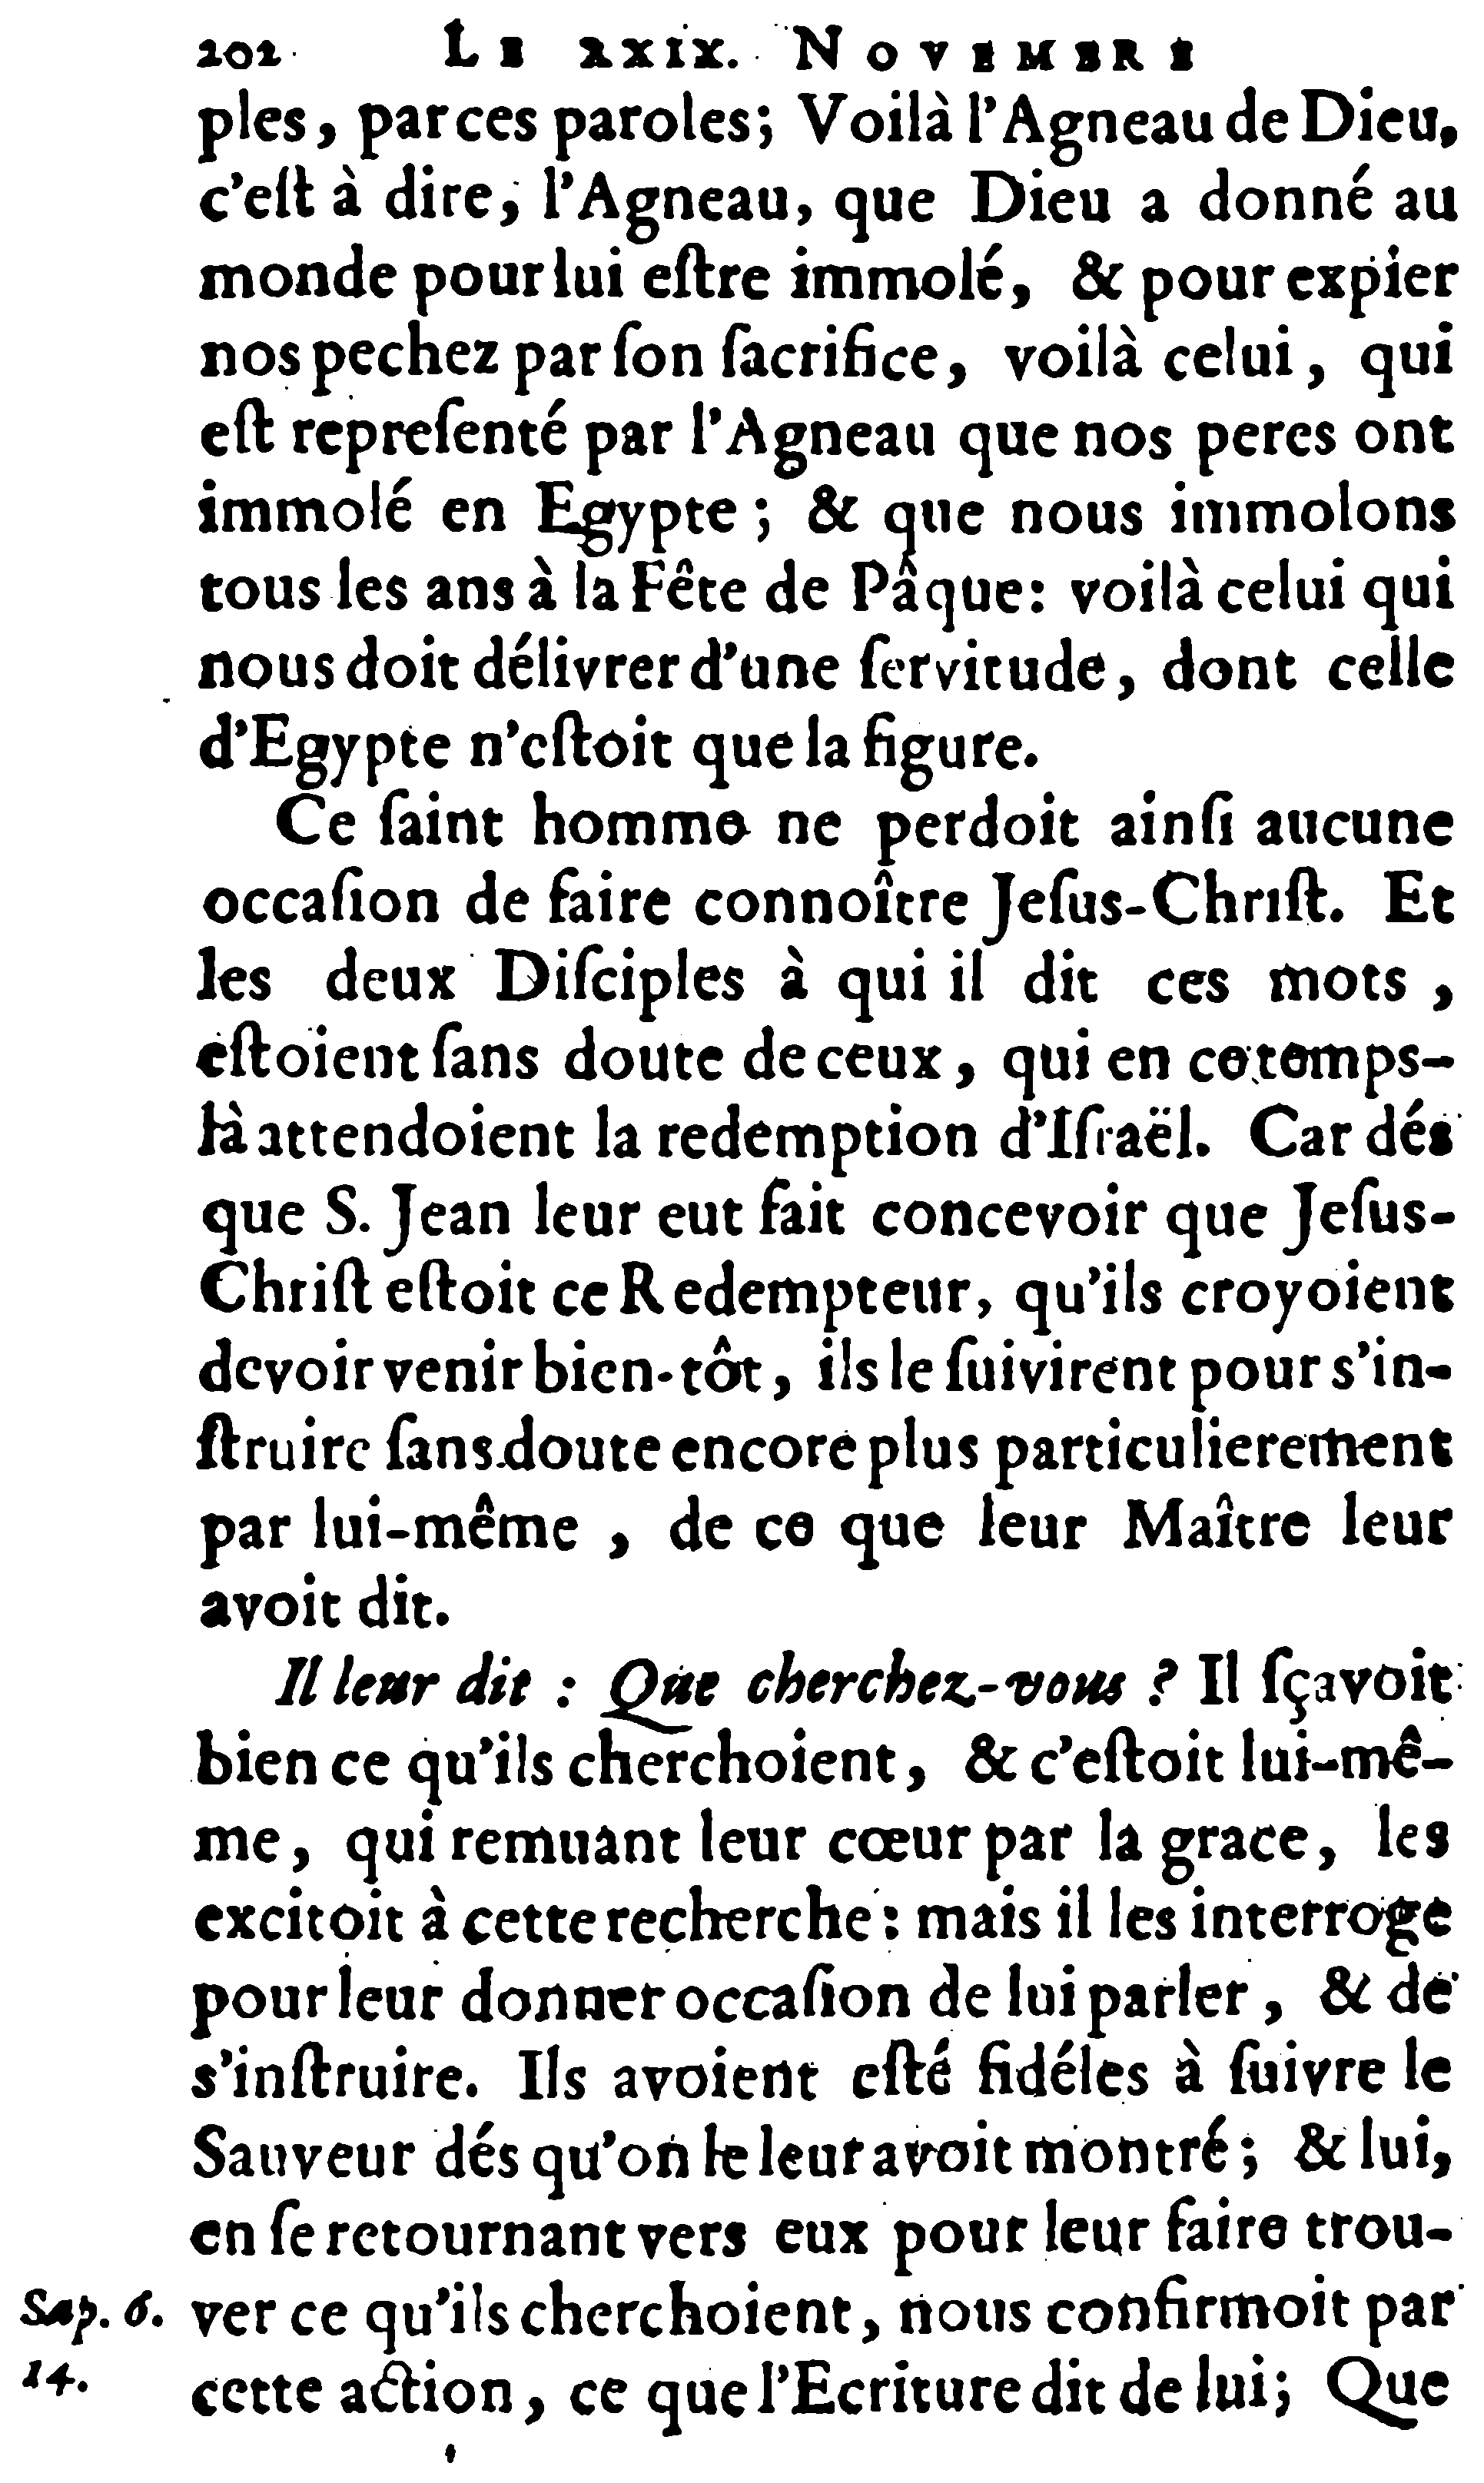 202 LE XXIX. NOVEMBRE
ples, par ces paroles; Voilà l'Agneau de Dieu,
c'eſt à dire, l'Agneau, que Dieu a donné au
monde pour lui eſtre immolé, & pour expier
nos pechez par ſon ſacrifice, voilà celui, qui
eſt repreſenté par l'Agneau que nos peres ont
immolé en Egypte; & que nous immolons
tous les ans à la Fête de Pâque: voilà celui qui
nous doit délivrer d'une ſervitude, dont celle
d'Egypte n'eſtoit que la figure.
Ce ſaint homme ne perdoit ainſi aucune
occaſion de faire connoître Jeſus-Chriſt. Et
les deux Diſciples à qui il dit ces mots,
eſtoient ſans doute de ceux, qui en ce temps-
là attendoient la redemption d'Iſraël. Car dés
que S. Jean leur eut fait concevoir que Jeſus-
Chriſt eſtoit ce Redempteur, qu'ils croyoient
devoir venir bien-tôt, ils le ſuivirent pour s'in-
ſtruire ſans doute encore plus particulierement
par lui-même, de ce que leur Maître leur
avoit dit.
Il leur dit : Que cherchez-vous ? Il ſçavoit
bien ce qu'ils cherchoient, & c'eſtoit lui-mê-
me, qui remuant leur cœur par la grace, les
excitoit à cette recherche: mais il les interroge
pour leur donner occaſion de lui parler, & de
s'inſtruire. Ils avoient eſté fidéles à ſuivre le
Sauveur dés qu'on le leur avoit montré; & lui,
en ſe retournant vers eux pour leur faire trou-
Sap. 6. ver ce qu'ils cherchoient, nous confirmoit par
14. cette action, ce que l'Ecriture dit de lui; Que